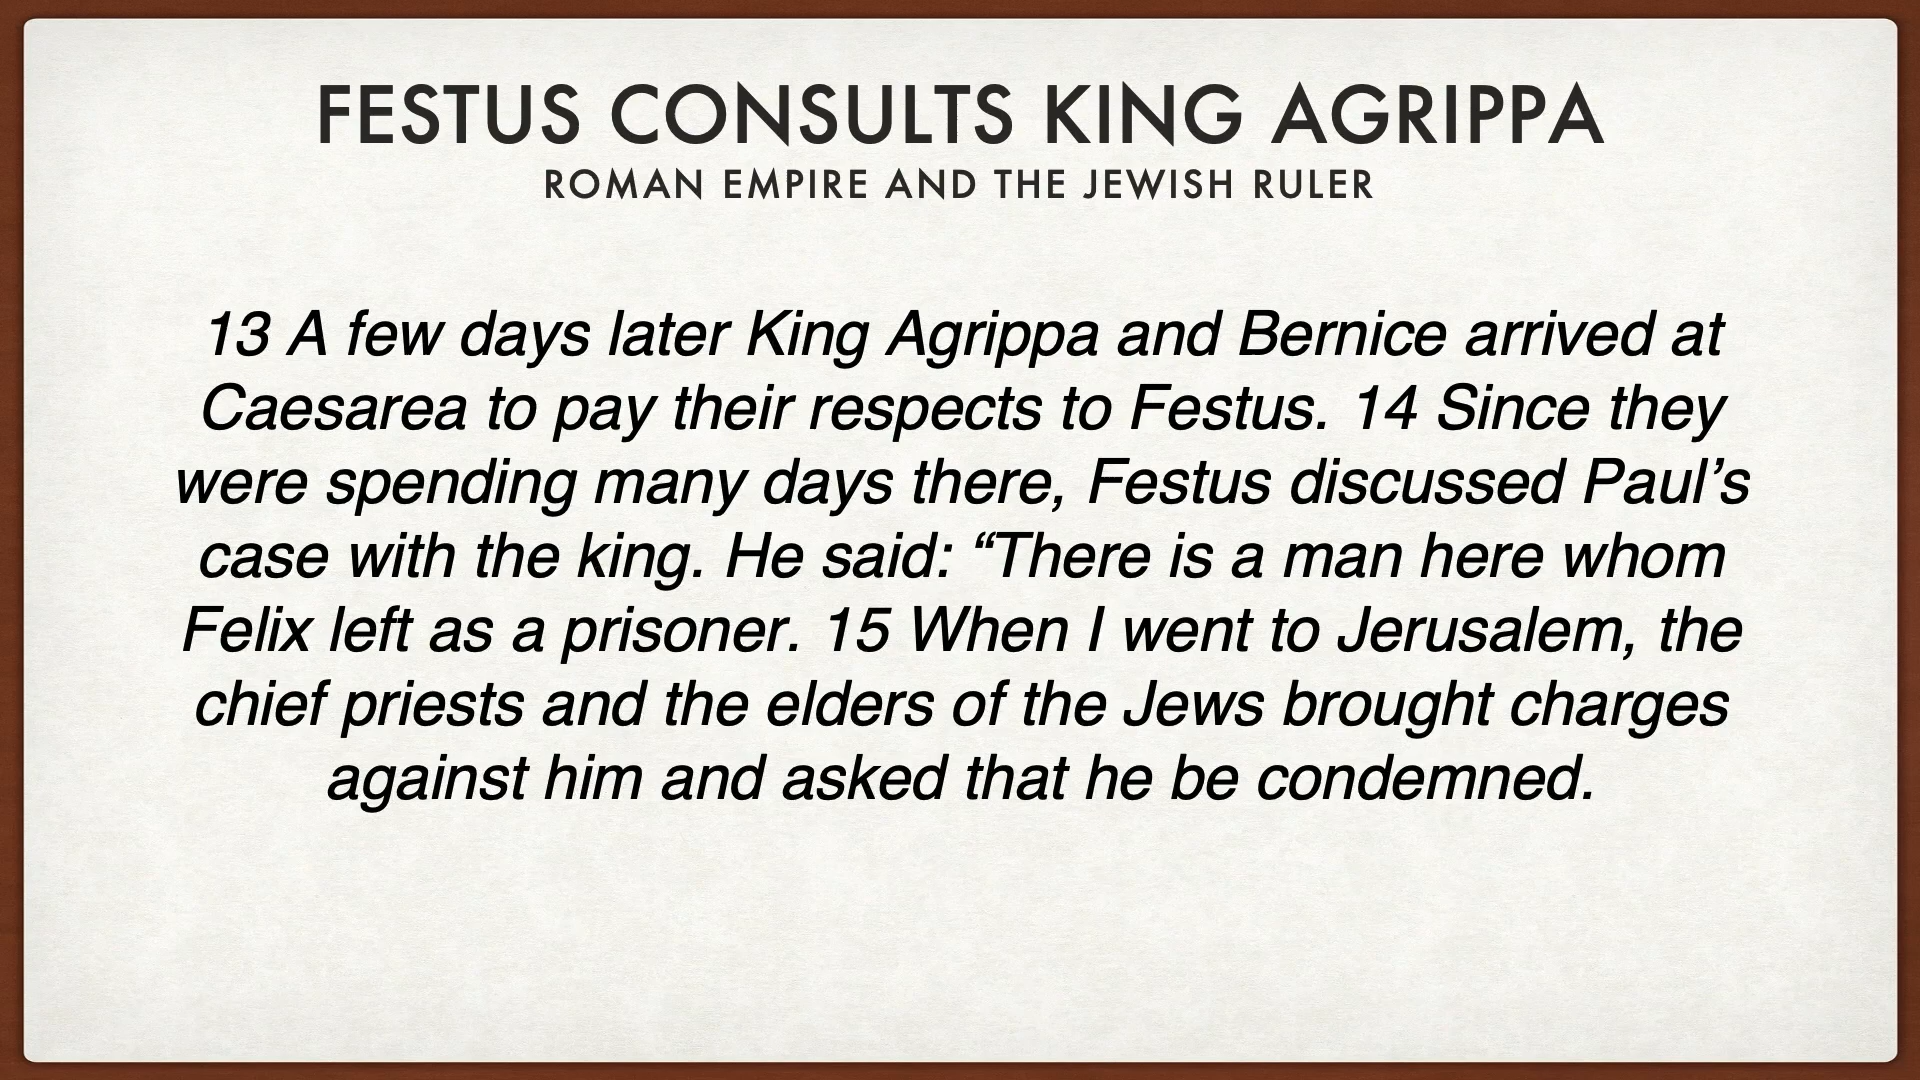 FESTUS CONSULTS KING AGRIPPA
ROMAN EMPIRE AND THE JEWISH RULER
13 A few days later King Agrippa and Bernice arrived at
Caesarea to pay their respects to Festus. 14 Since they
were spending many days there, Festus discussed Paul’s
case with the king. He said: “There is a man here whom
Felix left as a prisoner. 15 When I went to Jerusalem, the
chief priests and the elders of the Jews brought charges
against him and asked that he be condemned.